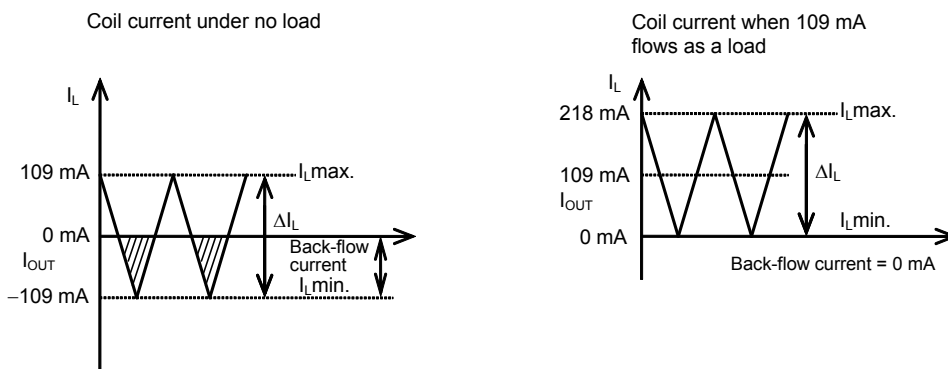 Coil current under no load
I_L
109 mA
I_Lmax.
ΔI_L
0 mA
I_OUT
Back-flow
current
I_Lmin.
−109 mA
Coil current when 109 mA
flows as a load
I_L
218 mA
I_Lmax.
109 mA
ΔI_L
I_OUT
I_Lmin.
0 mA
Back-flow current = 0 mA